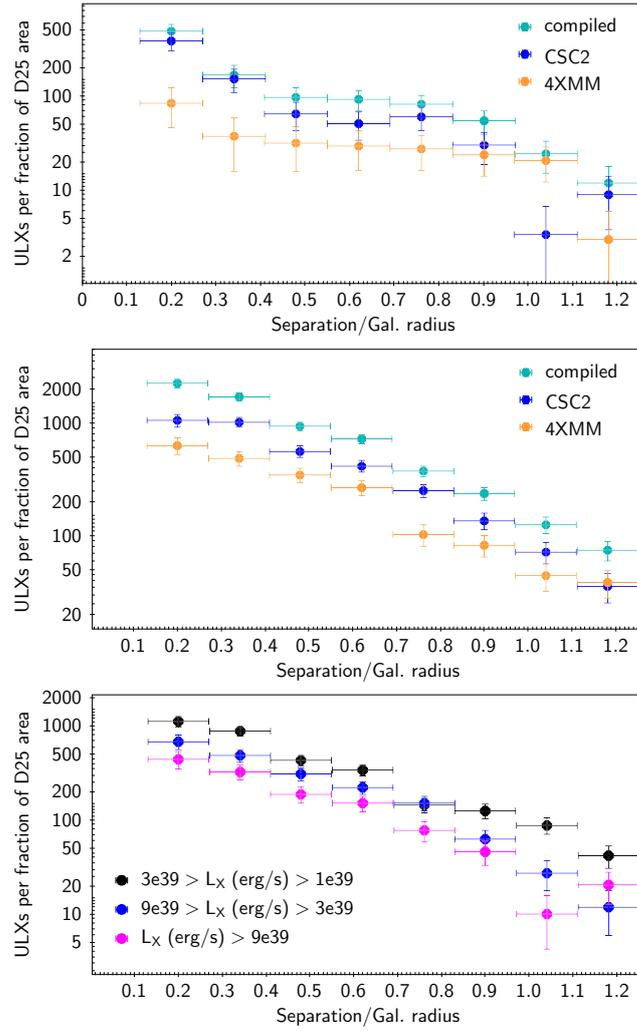 ULXs per fraction of D25 area
500
200
100
50
20
10
5
2
compiled
CSC2
4XMM
0 0.1 0.2 0.3 0.4 0.5 0.6 0.7 0.8 0.9 1.0 1.1 1.2
Separation/Gal. radius
ULXs per fraction of D25 area
2000
1000
500
200
100
50
20
compiled
CSC2
4XMM
0.1 0.2 0.3 0.4 0.5 0.6 0.7 0.8 0.9 1.0 1.1 1.2
Separation/Gal. radius
ULXs per fraction of D25 area
2000
1000
500
200
100
50
20
10
5
3e39 > L_X (erg/s) > 1e39
9e39 > L_X (erg/s) > 3e39
L_X (erg/s) > 9e39
0.1 0.2 0.3 0.4 0.5 0.6 0.7 0.8 0.9 1.0 1.1 1.2
Separation/Gal. radius